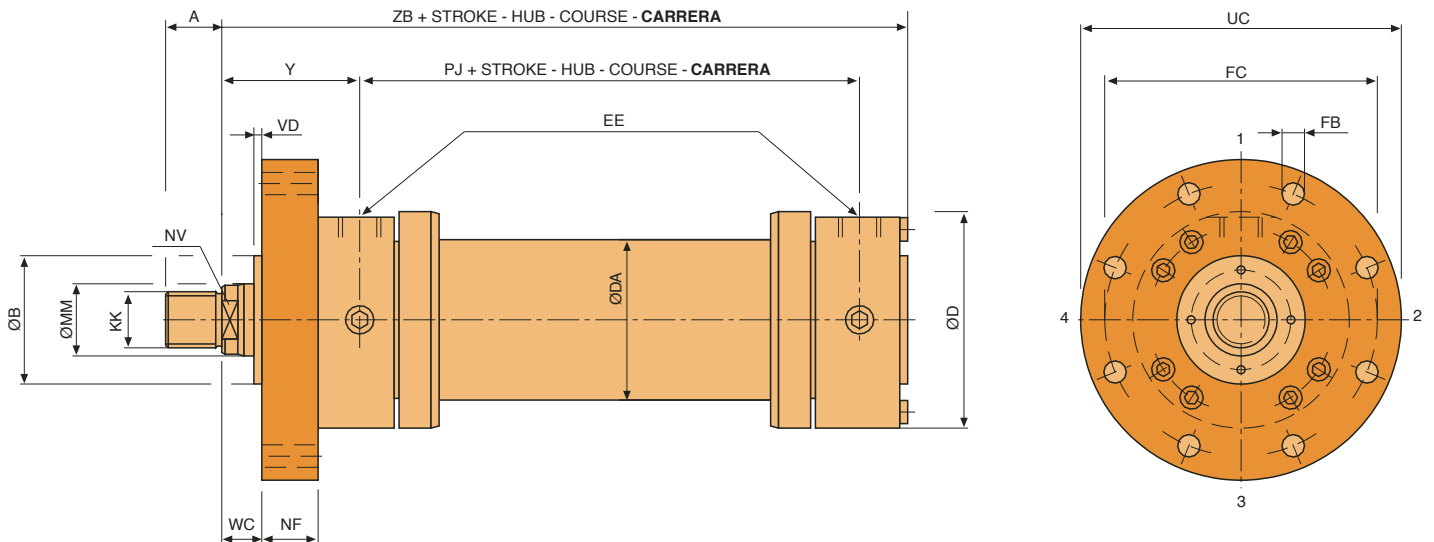 A
ZB + STROKE - HUB - COURSE - CARRERA
UC
Y
PJ + STROKE - HUB - COURSE - CARRERA
FC
VD
EE
FB
1
NV
ØB
ØMM
KK
ØDA
ØD
4
2
3
WC
NF